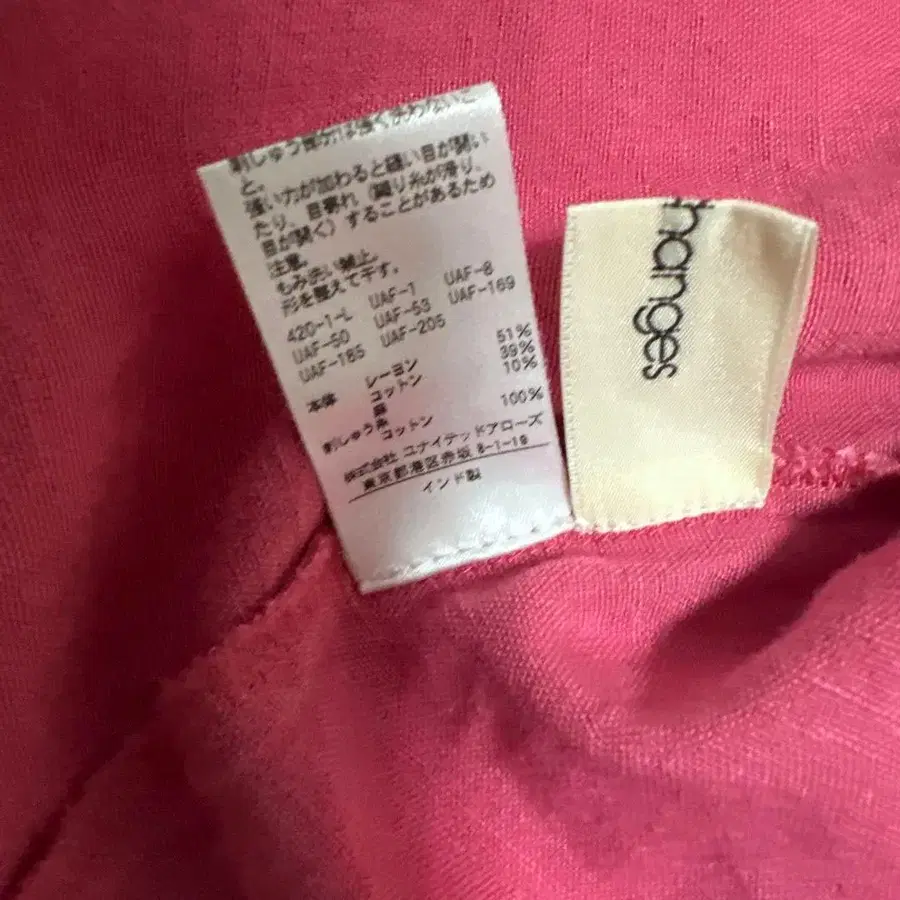 刺しゅう部分は強くこすらないこ
と。
強い力が加わると縫い目が開い
たり、目寄れ（織り糸が滑り、
目が開く）することがあるため
注意。
もみ洗い禁止。
形を整えて干す。
420-1-L UAF-1 UAF-8
UAF-50 UAF-53 UAF-169
UAF-185 UAF-205
本体 レーヨン 51%
コットン 39%
麻 10%
刺しゅう糸 コットン 100%
株式会社 ユナイテッドアローズ
東京都港区赤坂 8-1-19
インド製
changes